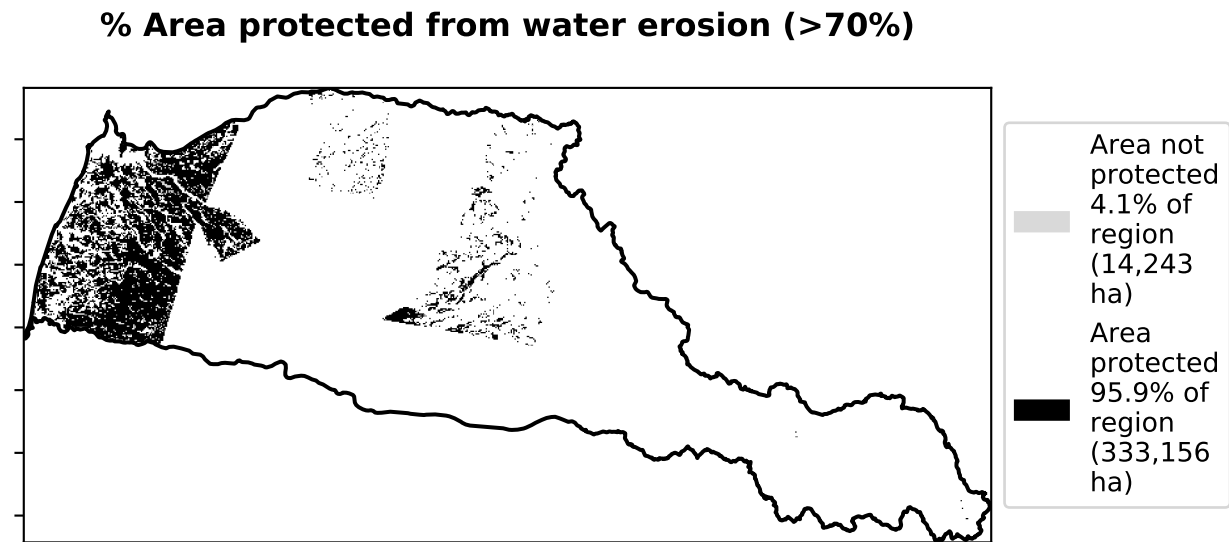 % Area protected from water erosion (>70%)
Area not
protected
4.1% of
region
(14,243
ha)
Area
protected
95.9% of
region
(333,156
ha)